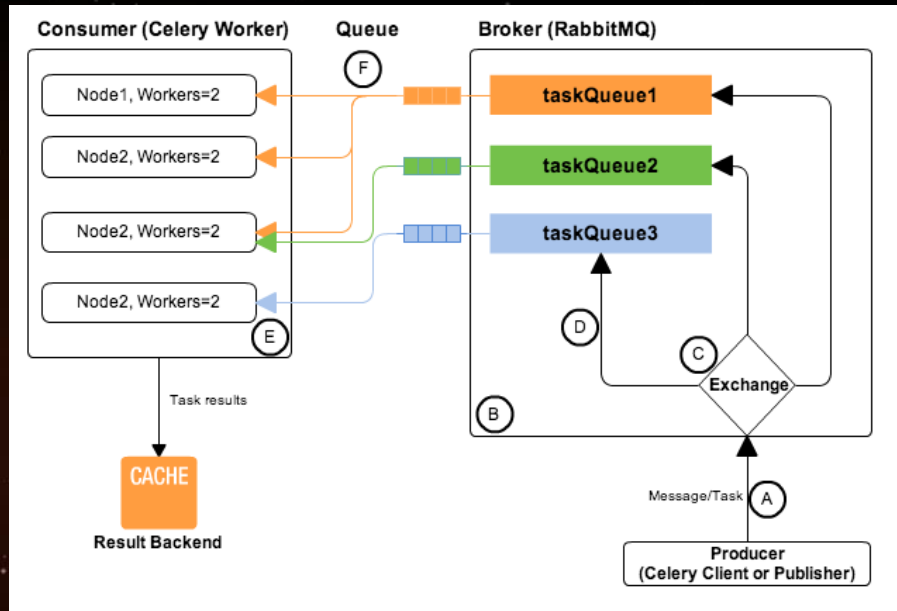 Consumer (Celery Worker)
Queue
Broker (RabbitMQ)
F
Node1, Workers=2
taskQueue1
Node2, Workers=2
taskQueue2
Node2, Workers=2
taskQueue3
Node2, Workers=2
E
D
C
Exchange
B
Task results
CACHE
Result Backend
Message/Task
A
Producer
(Celery Client or Publisher)